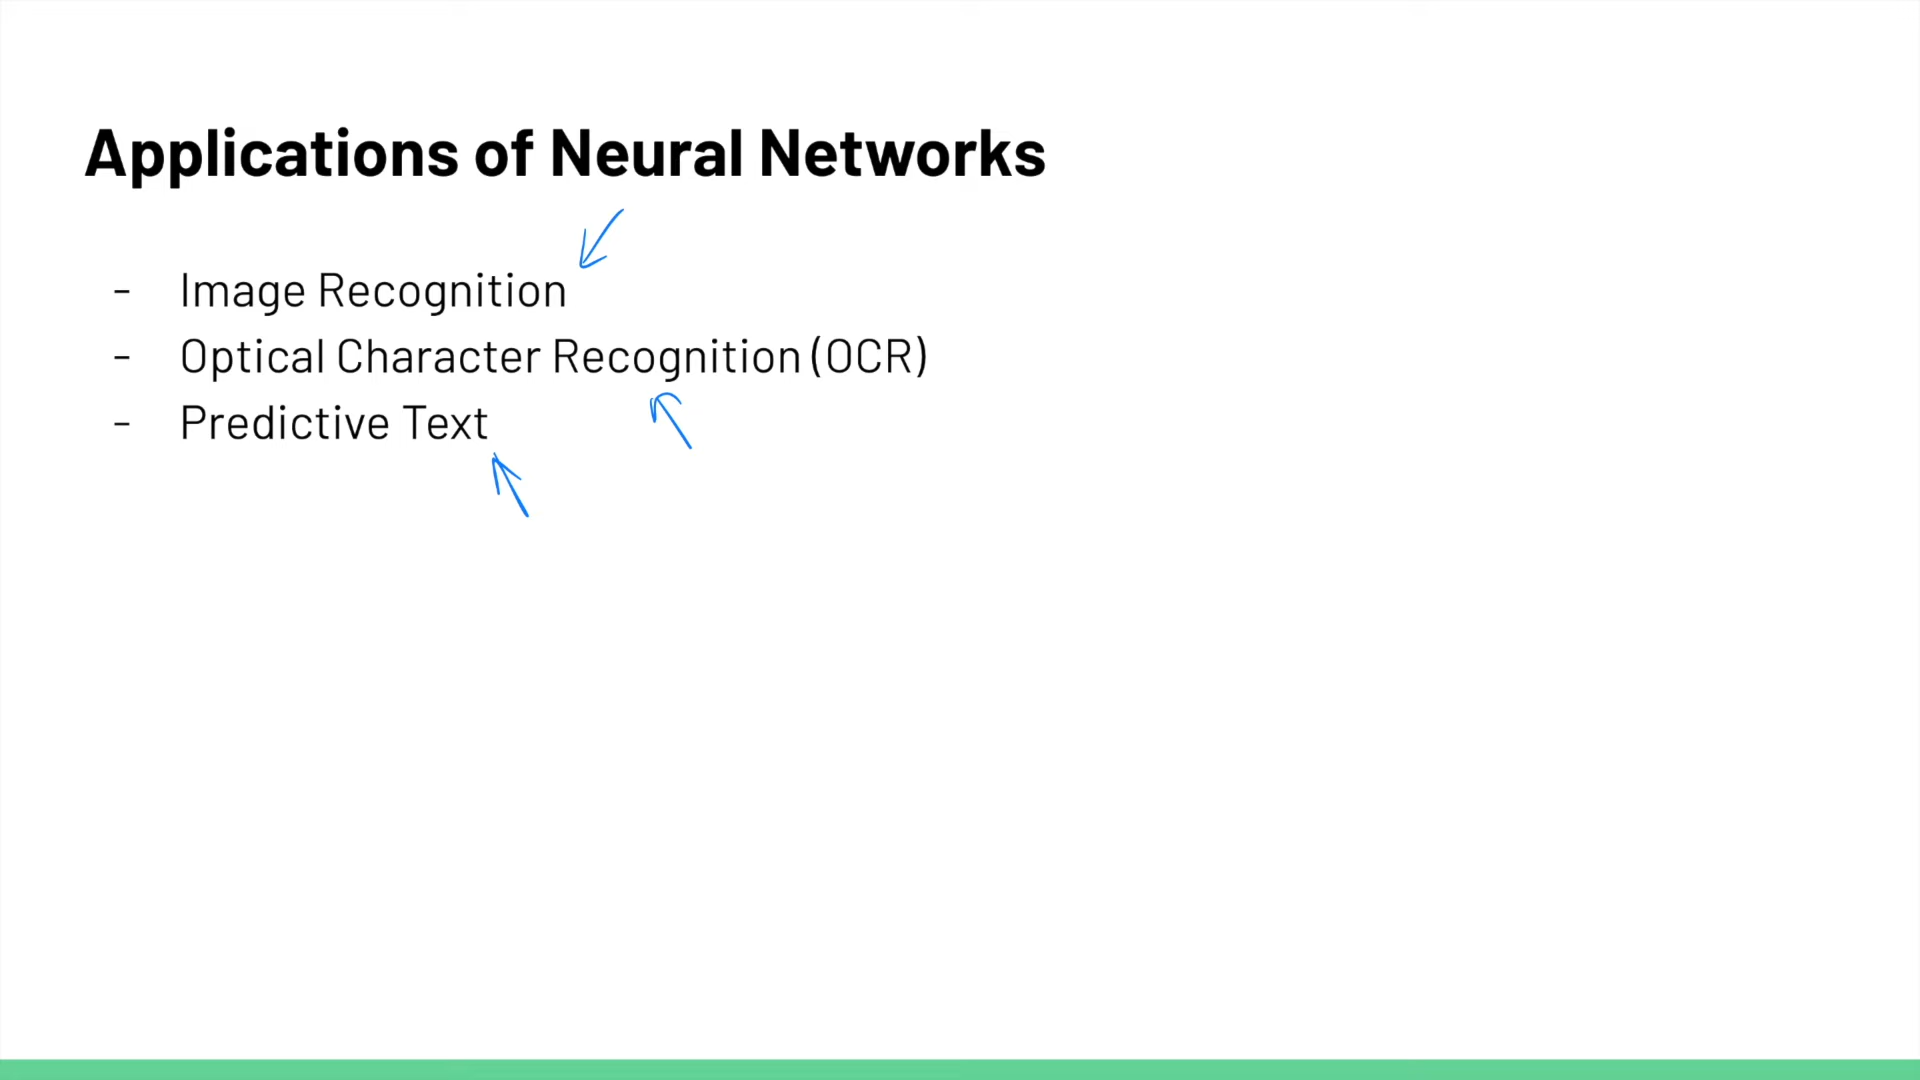 Applications of Neural Networks
- Image Recognition
- Optical Character Recognition (OCR)
- Predictive Text